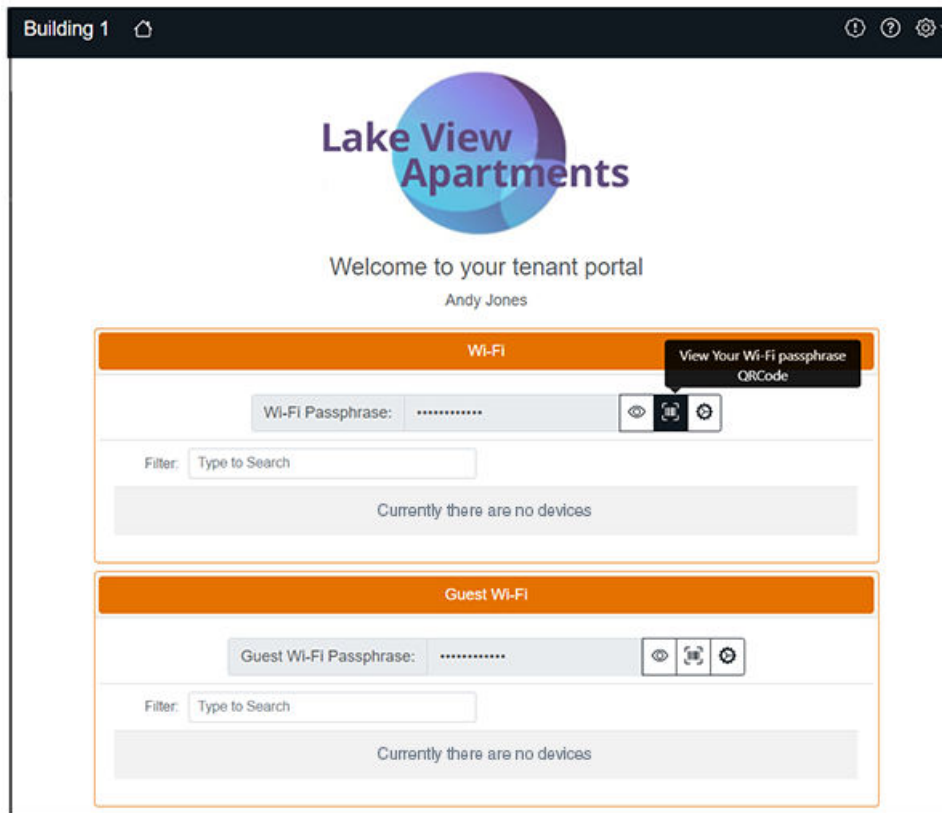 Building 1
Lake View
Apartments
Welcome to your tenant portal
Andy Jones
Wi-Fi
View Your Wi-Fi passphrase
QRCode
Wi-Fi Passphrase: ••••••••••••
Filter: Type to Search
Currently there are no devices
Guest Wi-Fi
Guest Wi-Fi Passphrase: ••••••••••••
Filter: Type to Search
Currently there are no devices